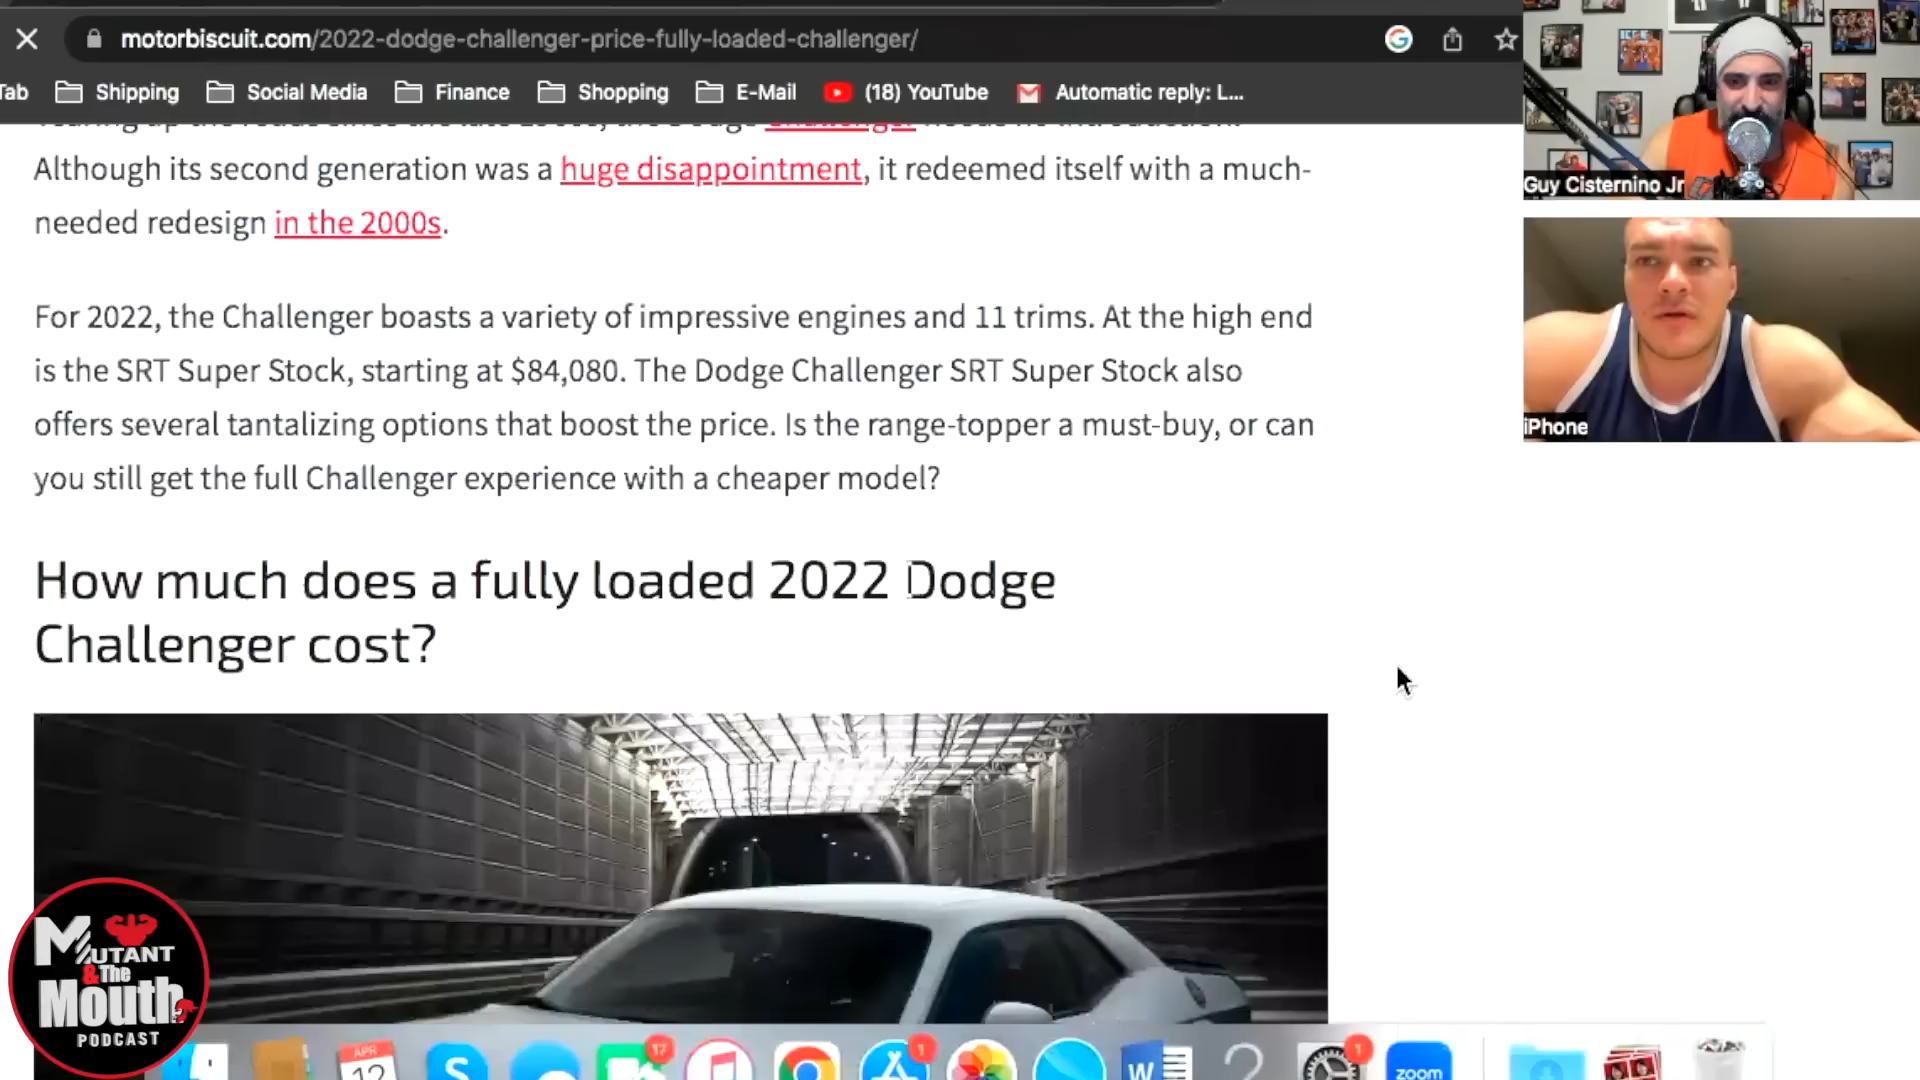 motorbiscuit.com/2022-dodge-challenger-price-fully-loaded-challenger/
Tab Shipping Social Media Finance Shopping E-Mail (18) YouTube Automatic reply: L...
Although its second generation was a huge disappointment, it redeemed itself with a much-
needed redesign in the 2000s.
For 2022, the Challenger boasts a variety of impressive engines and 11 trims. At the high end
is the SRT Super Stock, starting at $84,080. The Dodge Challenger SRT Super Stock also
offers several tantalizing options that boost the price. Is the range-topper a must-buy, or can
you still get the full Challenger experience with a cheaper model?
How much does a fully loaded 2022 Dodge
Challenger cost?
Guy Cisternino Jr
iPhone
MUTANT
&The
Mouth
PODCAST
APR
12
17
1
W
1
zoom